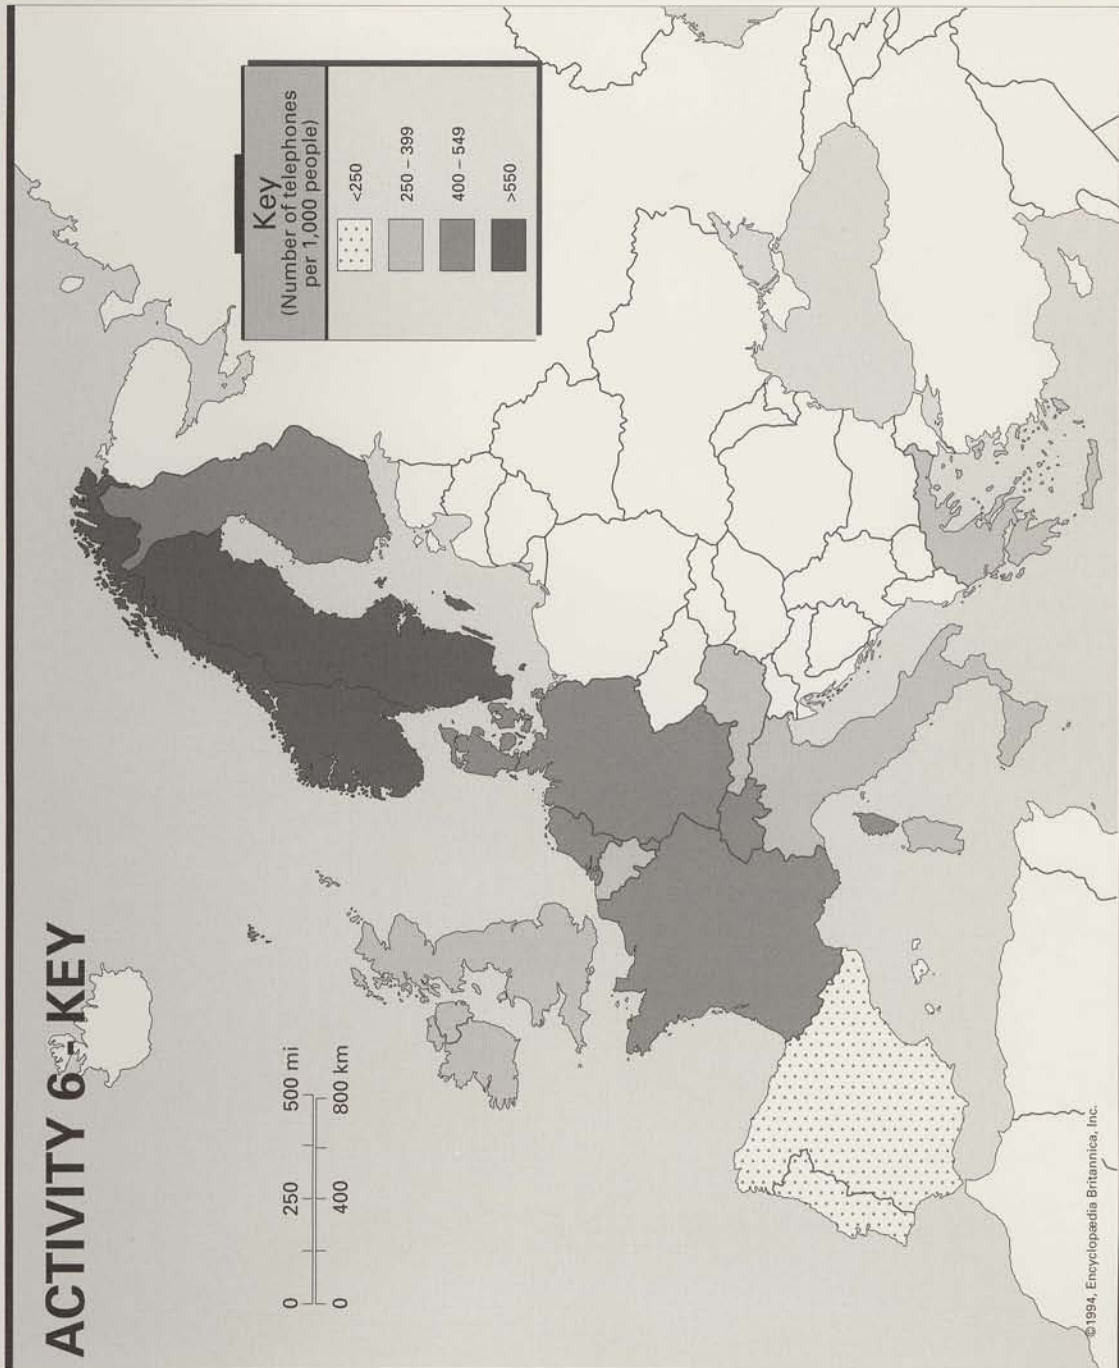 ACTIVITY 6 - KEY
0 250 500 mi
0 400 800 km
Key
(Number of telephones
per 1,000 people)
<250
250 – 399
400 – 549
>550
©1994, Encyclopædia Britannica, Inc.